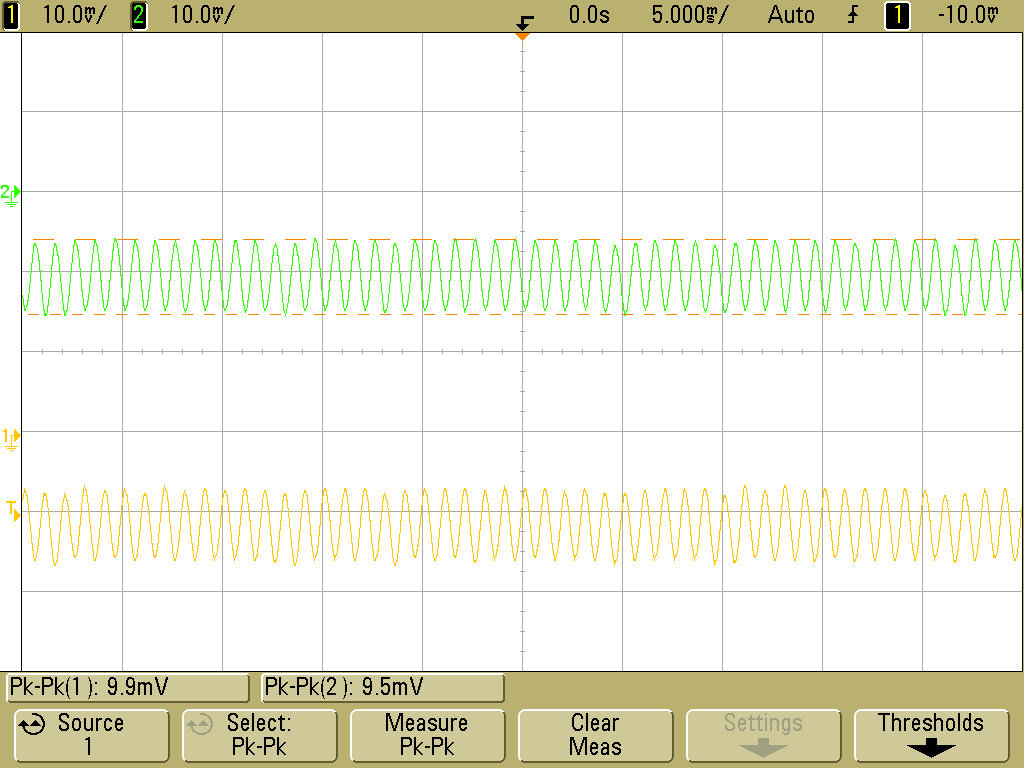 1 10.0mV/ 2 10.0mV/ 0.0s 5.000ms/ Auto 1 -10.0mV
2
1
T
Pk-Pk(1): 9.9mV Pk-Pk(2): 9.5mV
Source Select: Measure Clear Settings Thresholds
1 Pk-Pk Pk-Pk Meas